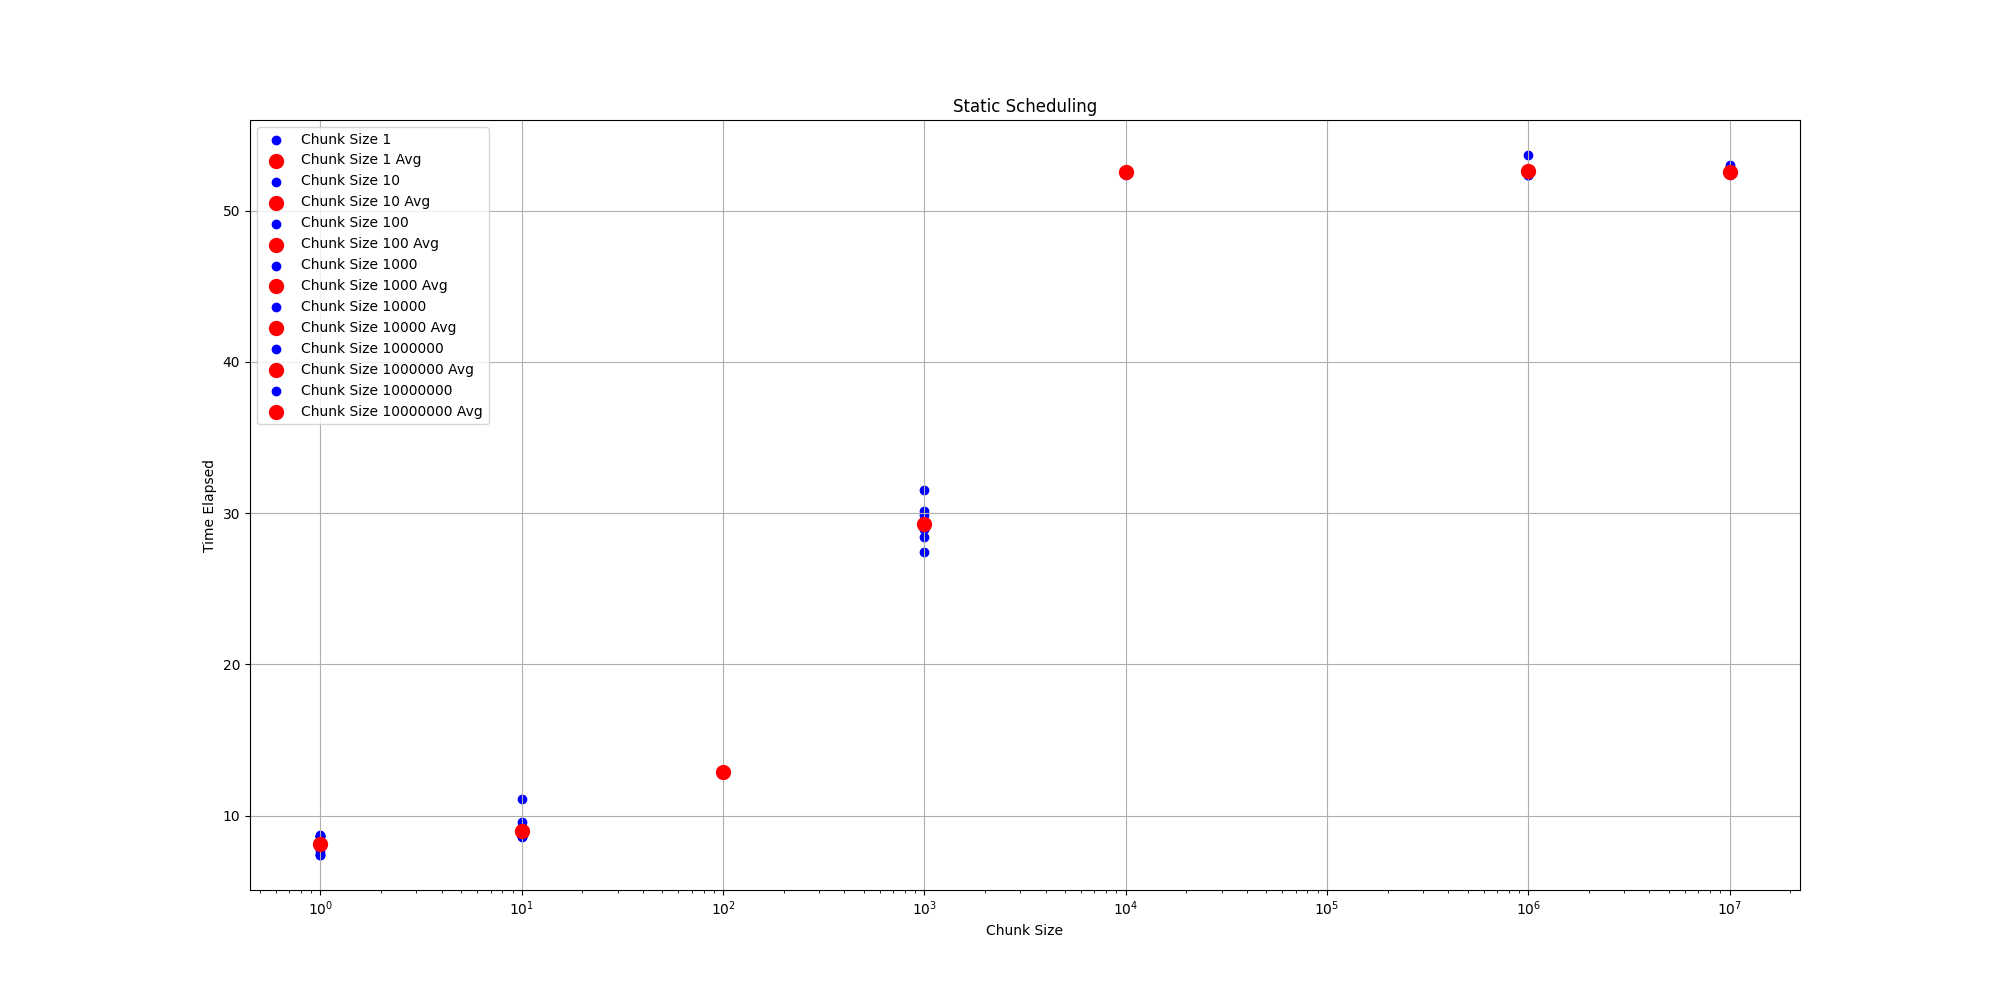 Static Scheduling
Chunk Size 1
Chunk Size 1 Avg
Chunk Size 10
Chunk Size 10 Avg
Chunk Size 100
Chunk Size 100 Avg
Chunk Size 1000
Chunk Size 1000 Avg
Chunk Size 10000
Chunk Size 10000 Avg
Chunk Size 1000000
Chunk Size 1000000 Avg
Chunk Size 10000000
Chunk Size 10000000 Avg
50
40
30
20
10
Time Elapsed
10⁰ 10¹ 10² 10³ 10⁴ 10⁵ 10⁶ 10⁷
Chunk Size